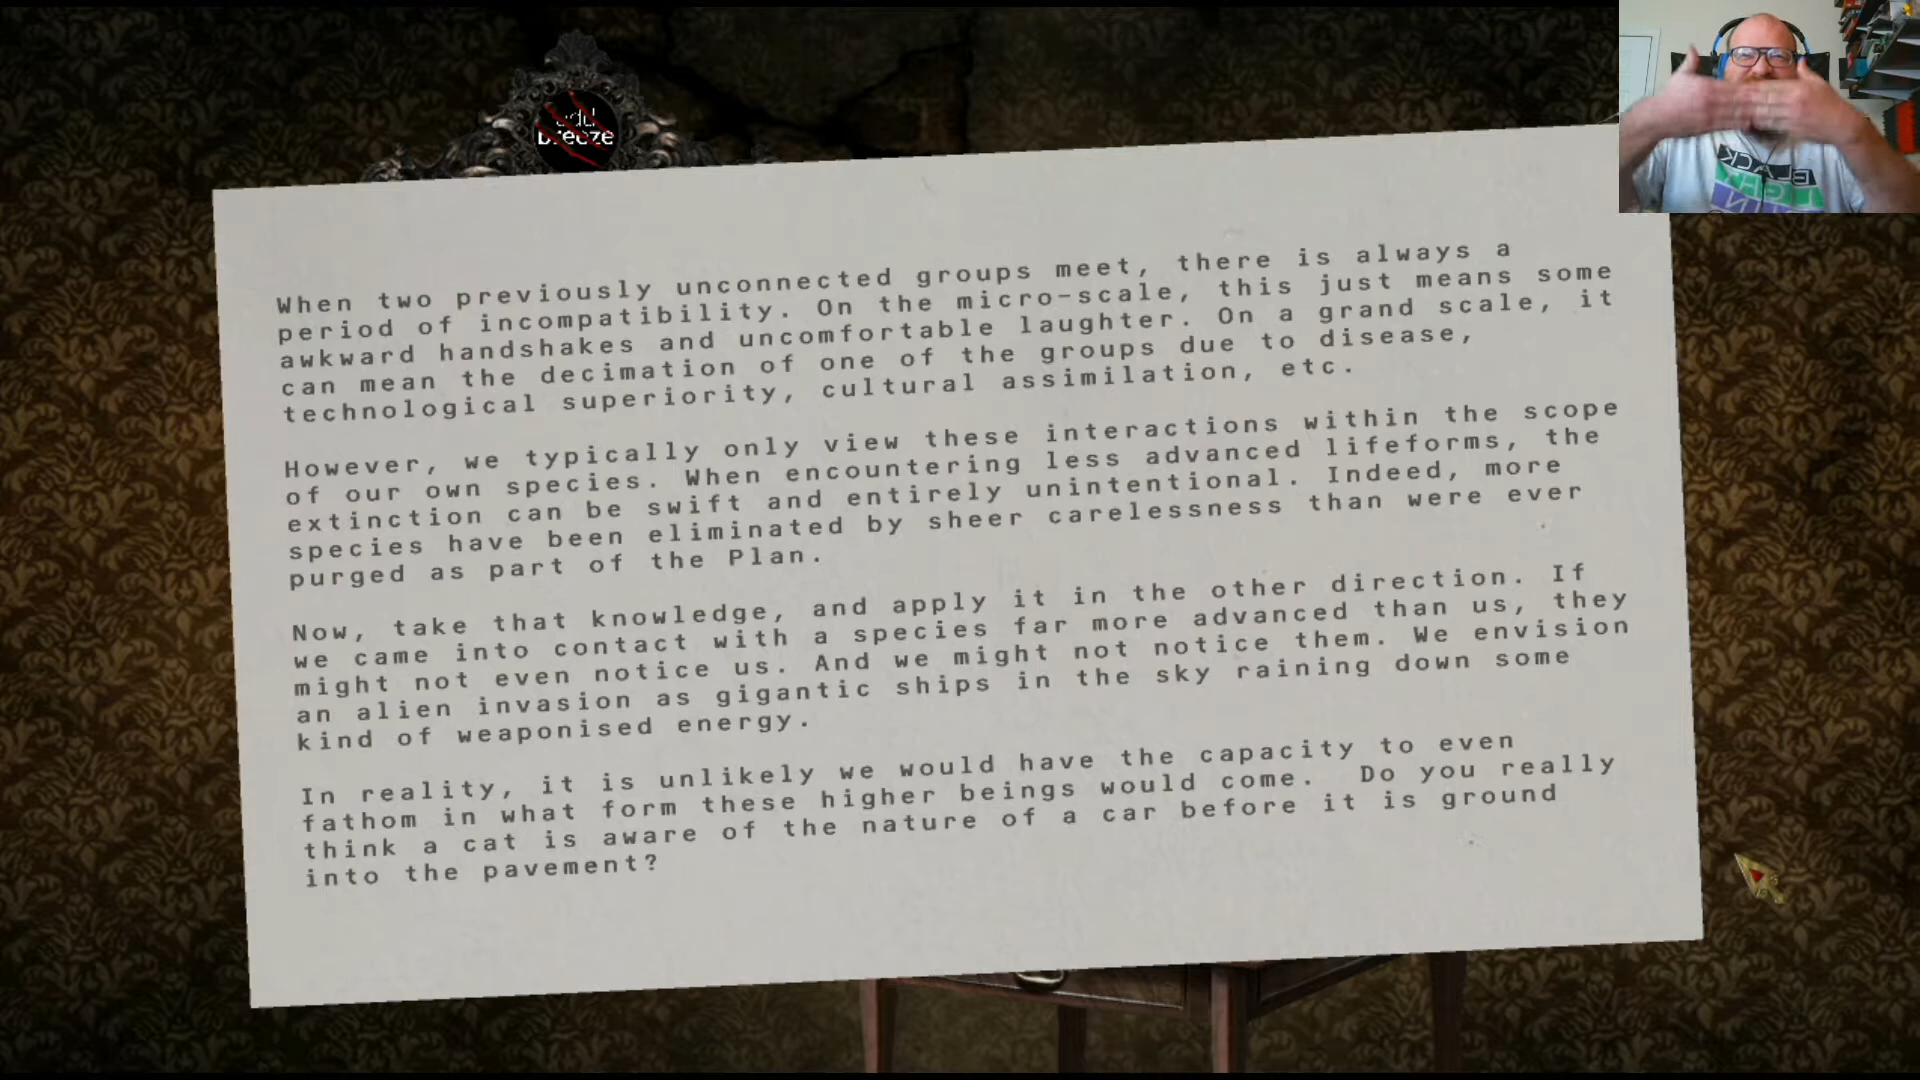 add
breeze
BLACK
When two previously unconnected groups meet, there is always a
period of incompatibility. On the micro-scale, this just means some
awkward handshakes and uncomfortable laughter. On a grand scale, it
can mean the decimation of one of the groups due to disease,
technological superiority, cultural assimilation, etc.
However, we typically only view these interactions within the scope
of our own species. When encountering less advanced lifeforms, the
extinction can be swift and entirely unintentional. Indeed, more
species have been eliminated by sheer carelessness than were ever
purged as part of the Plan.
Now, take that knowledge, and apply it in the other direction. If
we came into contact with a species far more advanced than us, they
might not even notice us. And we might not notice them. We envision
an alien invasion as gigantic ships in the sky raining down some
kind of weaponised energy.
In reality, it is unlikely we would have the capacity to even
fathom in what form these higher beings would come. Do you really
think a cat is aware of the nature of a car before it is ground
into the pavement?